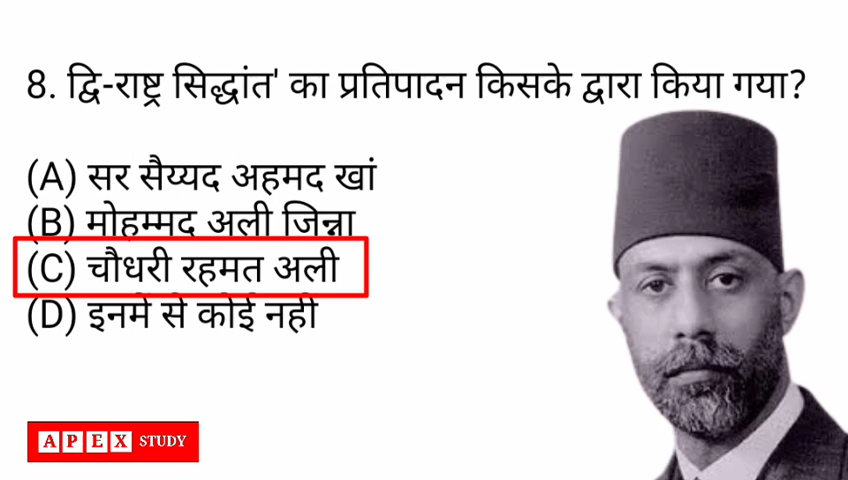 8. द्वि-राष्ट्र सिद्धांत' का प्रतिपादन किसके द्वारा किया गया?
(A) सर सैय्यद अहमद खां
(B) मोहम्मद अली जिन्ना
(C) चौधरी रहमत अली
(D) इनमें से कोई नहीं
APEX STUDY